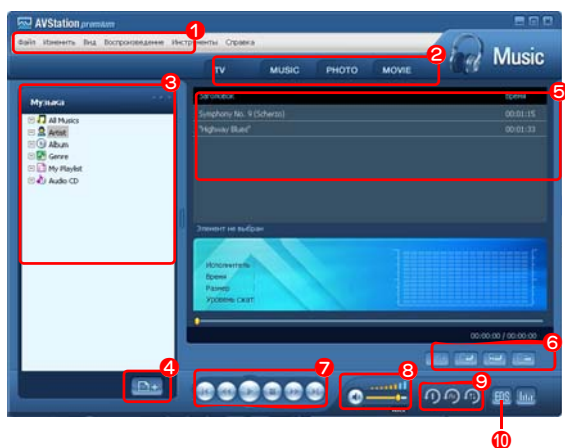 AVStation premium
1
Файл Изменить Вид Воспроизведение Инструменты Справка
2
TV MUSIC PHOTO MOVIE
Music
3
Музыка
All Musics
Artist
Album
Genre
My Playlist
Audio CD
5
Заголовок Время
Symphony No. 9 (Scherzo) 00:01:15
"Highway Blues" 00:01:33
Элемент не выбран
Исполнитель
Время
Размер
Уровень сжат
00:00:00 / 00:00:00
6
4
7
8
9
EDS
10